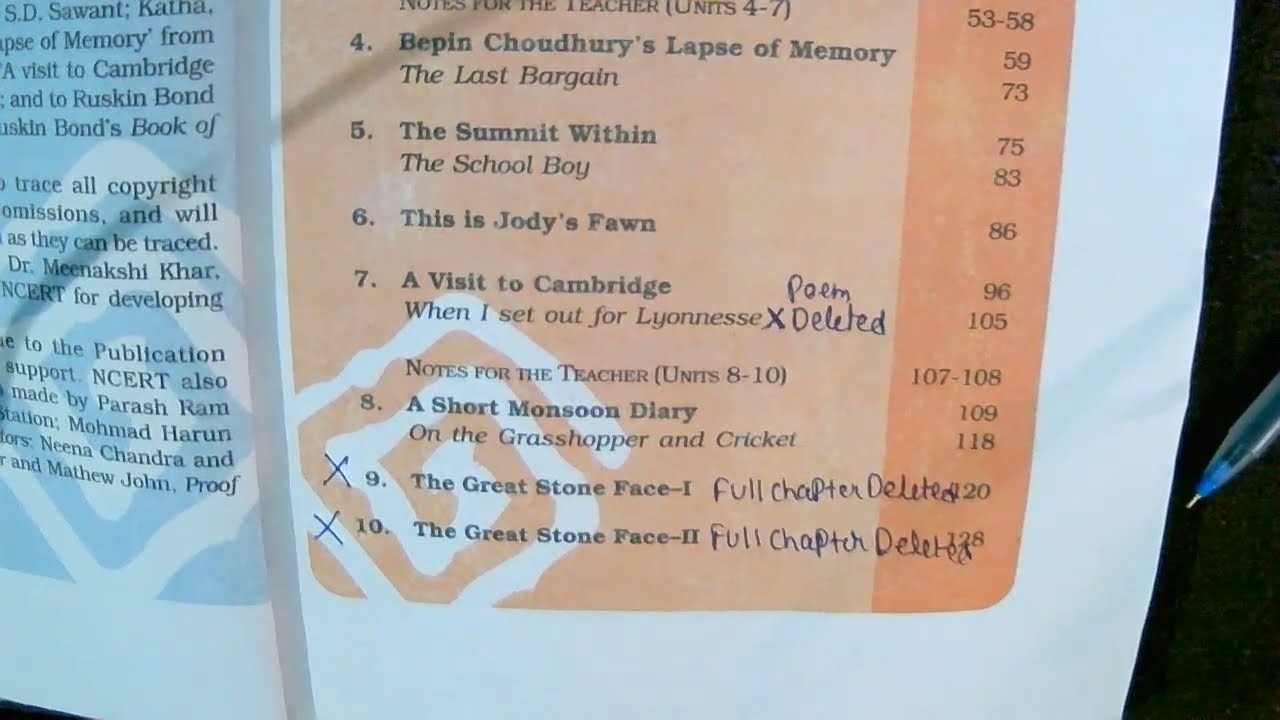 S.D. Sawant; Katha,
apse of Memory' from
'A visit to Cambridge
; and to Ruskin Bond
uskin Bond's Book of
trace all copyright
omissions, and will
as they can be traced.
Dr. Meenakshi Khar,
NCERT for developing
ue to the Publication
support. NCERT also
made by Parash Ram
Station; Mohmad Harun
tors; Neena Chandra and
r and Mathew John, Proof
NOTES FOR THE TEACHER (UNITS 4-7) 53-58
4. Bepin Choudhury's Lapse of Memory 59
The Last Bargain 73
5. The Summit Within 75
The School Boy 83
6. This is Jody's Fawn 86
7. A Visit to Cambridge 96
Poem
When I set out for Lyonnesse X Deleted 105
NOTES FOR THE TEACHER (UNITS 8-10) 107-108
8. A Short Monsoon Diary 109
On the Grasshopper and Cricket 118
X 9. The Great Stone Face–I Full chapter Deleted 120
X 10. The Great Stone Face–II Full Chapter Deleted 128